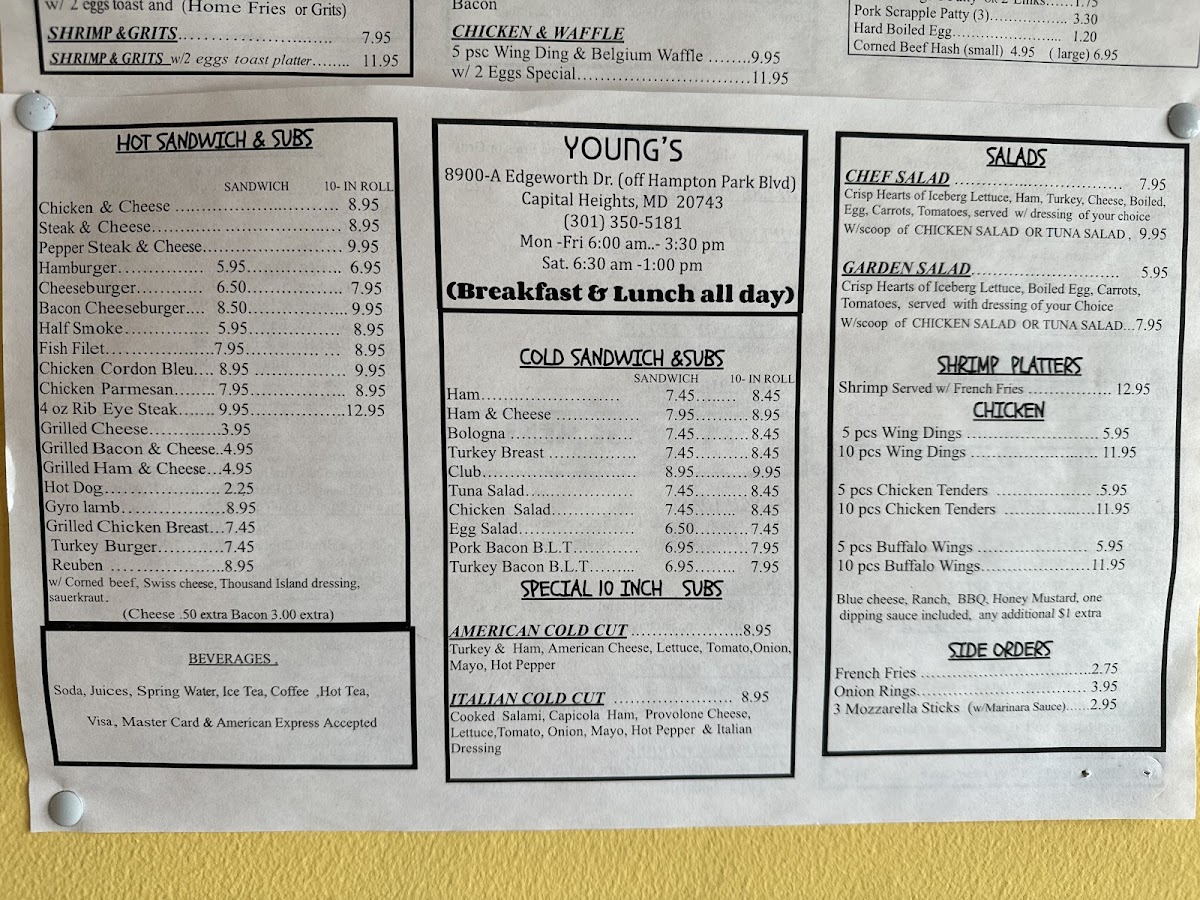 w/ 2 eggs toast and (Home Fries or Grits)
SHRIMP & GRITS.............................. 7.95
SHRIMP & GRITS w/2 eggs toast platter........ 11.95
Bacon
CHICKEN & WAFFLE
5 psc Wing Ding & Belgium Waffle ........9.95
w/ 2 Eggs Special..............................11.95
Pork Scrapple Patty (3).................. 3.30
Hard Boiled Egg........................ 1.20
Corned Beef Hash (small) 4.95 ( large) 6.95
HOT SANDWICH & SUBS
SANDWICH 10- IN ROLL
Chicken & Cheese .................................. 8.95
Steak & Cheese....................................... 8.95
Pepper Steak & Cheese............................. 9.95
Hamburger................ 5.95................... 6.95
Cheeseburger............. 6.50.................... 7.95
Bacon Cheeseburger.... 8.50..................... 9.95
Half Smoke............... 5.95.................... 8.95
Fish Filet.....................7.95.................. 8.95
Chicken Cordon Bleu.... 8.95 .................. 9.95
Chicken Parmesan....... 7.95.................... 8.95
4 oz Rib Eye Steak....... 9.95...................12.95
Grilled Cheese.............3.95
Grilled Bacon & Cheese..4.95
Grilled Ham & Cheese...4.95
Hot Dog...................... 2.25
Gyro lamb.....................8.95
Grilled Chicken Breast...7.45
Turkey Burger.............7.45
Reuben ......................8.95
w/ Corned beef, Swiss cheese, Thousand Island dressing,
sauerkraut.
(Cheese .50 extra Bacon 3.00 extra)
BEVERAGES .
Soda, Juices, Spring Water, Ice Tea, Coffee ,Hot Tea,
Visa, Master Card & American Express Accepted
YOUNG'S
8900-A Edgeworth Dr. (off Hampton Park Blvd)
Capital Heights, MD 20743
(301) 350-5181
Mon -Fri 6:00 am..- 3:30 pm
Sat. 6:30 am -1:00 pm
(Breakfast & Lunch all day)
COLD SANDWICH &SUBS
SANDWICH 10- IN ROLL
Ham............................ 7.45........ 8.45
Ham & Cheese ................. 7.95........8.95
Bologna ......................... 7.45........8.45
Turkey Breast .................. 7.45........8.45
Club............................... 8.95........9.95
Tuna Salad...................... 7.45........ 8.45
Chicken Salad................. 7.45........ 8.45
Egg Salad....................... 6.50........7.45
Pork Bacon B.L.T............. 6.95........7.95
Turkey Bacon B.L.T......... 6.95........ 7.95
SPECIAL 10 INCH SUBS
AMERICAN COLD CUT .......................8.95
Turkey & Ham, American Cheese, Lettuce, Tomato,Onion,
Mayo, Hot Pepper
ITALIAN COLD CUT ........................ 8.95
Cooked Salami, Capicola Ham, Provolone Cheese,
Lettuce,Tomato, Onion, Mayo, Hot Pepper & Italian
Dressing
SALADS
CHEF SALAD .................................. 7.95
Crisp Hearts of Iceberg Lettuce, Ham, Turkey, Cheese, Boiled,
Egg, Carrots, Tomatoes, served w/ dressing of your choice
W/scoop of CHICKEN SALAD OR TUNA SALAD . 9.95
GARDEN SALAD.............................. 5.95
Crisp Hearts of Iceberg Lettuce, Boiled Egg, Carrots,
Tomatoes, served with dressing of your Choice
W/scoop of CHICKEN SALAD OR TUNA SALAD...7.95
SHRIMP PLATTERS
Shrimp Served w/ French Fries ................. 12.95
CHICKEN
5 pcs Wing Dings ........................... 5.95
10 pcs Wing Dings .......................... 11.95
5 pcs Chicken Tenders .....................5.95
10 pcs Chicken Tenders .....................11.95
5 pcs Buffalo Wings ....................... 5.95
10 pcs Buffalo Wings.......................11.95
Blue cheese, Ranch, BBQ, Honey Mustard, one
dipping sauce included, any additional $1 extra
SIDE ORDERS
French Fries ..................................2.75
Onion Rings................................... 3.95
3 Mozzarella Sticks (w/Marinara Sauce)......2.95